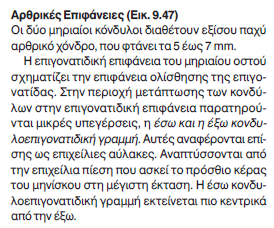 Αρθρικές Επιφάνειες (Εικ. 9.47)
Οι δύο μηριαίοι κόνδυλοι διαθέτουν εξίσου παχύ
αρθρικό χόνδρο, που φτάνει τα 5 έως 7 mm.
Η επιγονατιδική επιφάνεια του μηριαίου οστού
σχηματίζει την επιφάνεια ολίσθησης της επιγο-
νατίδας. Στην περιοχή μετάπτωσης των κονδύ-
λων στην επιγονατιδική επιφάνεια παρατηρού-
νται μικρές υπεγέρσεις, η έσω και η έξω κονδυ-
λοεπιγονατιδική γραμμή. Αυτές αναφέρονται επί-
σης ως επιχείλιες αύλακες. Αναπτύσσονται από
την επιχείλια πίεση που ασκεί το πρόσθιο κέρας
του μηνίσκου στη μέγιστη έκταση. Η έσω κονδυ-
λοεπιγονατιδική γραμμή εκτείνεται πιο κεντρικά
από την έξω.